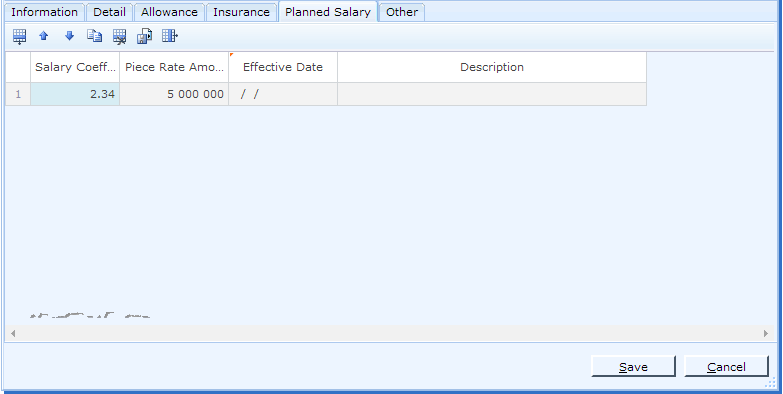 Information Detail Allowance Insurance Planned Salary Other
Salary Coeff... Piece Rate Amo... Effective Date Description
1 2.34 5 000 000 / /
Save Cancel